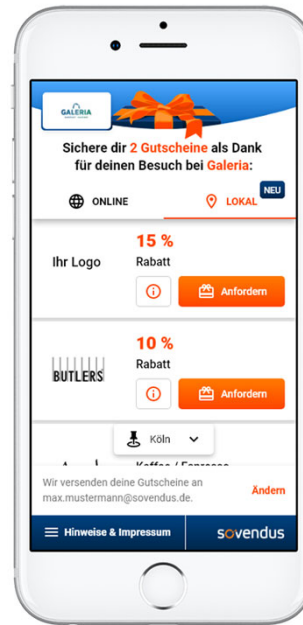 GALERIA
Sichere dir 2 Gutscheine als Dank
für deinen Besuch bei Galeria:
NEU
ONLINE
LOKAL
15 %
Ihr Logo
Rabatt
Anfordern
10 %
BUTLERS
Rabatt
Anfordern
Köln
Kaffee / Espresso
Wir versenden deine Gutscheine an
max.mustermann@sovendus.de.
Ändern
Hinweise & Impressum
sovendus